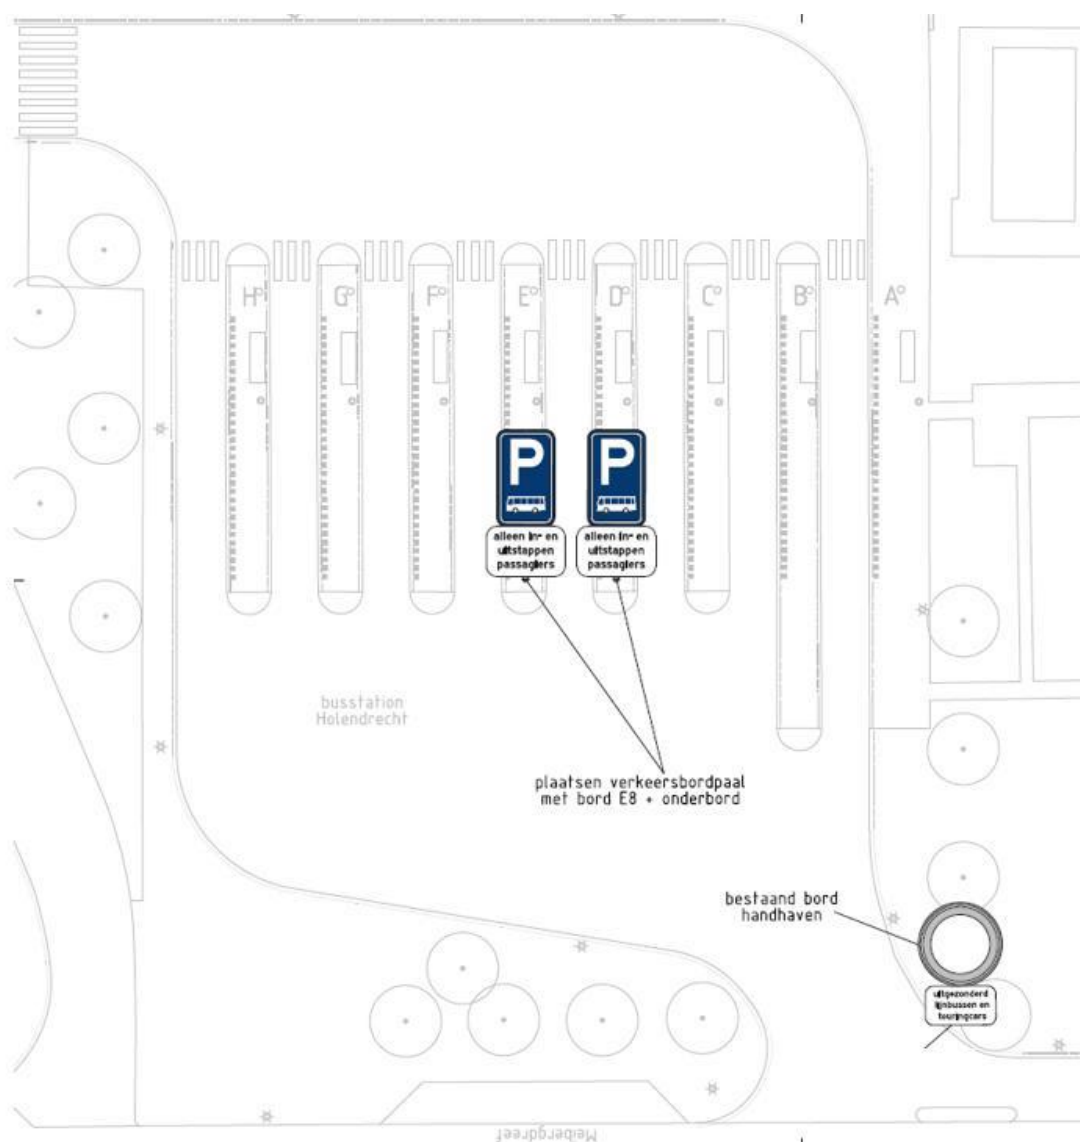 H
G
F
E
D
C
B
A
P
P
alleen in- en
uitstappen
passagiers
alleen in- en
uitstappen
passagiers
busstation
Holendrecht
plaatsen verkeersbordpaal
met bord E8 + onderbord
bestaand bord
handhaven
uitgezonderd
lijnbussen en
touringcars
Meibergdreef